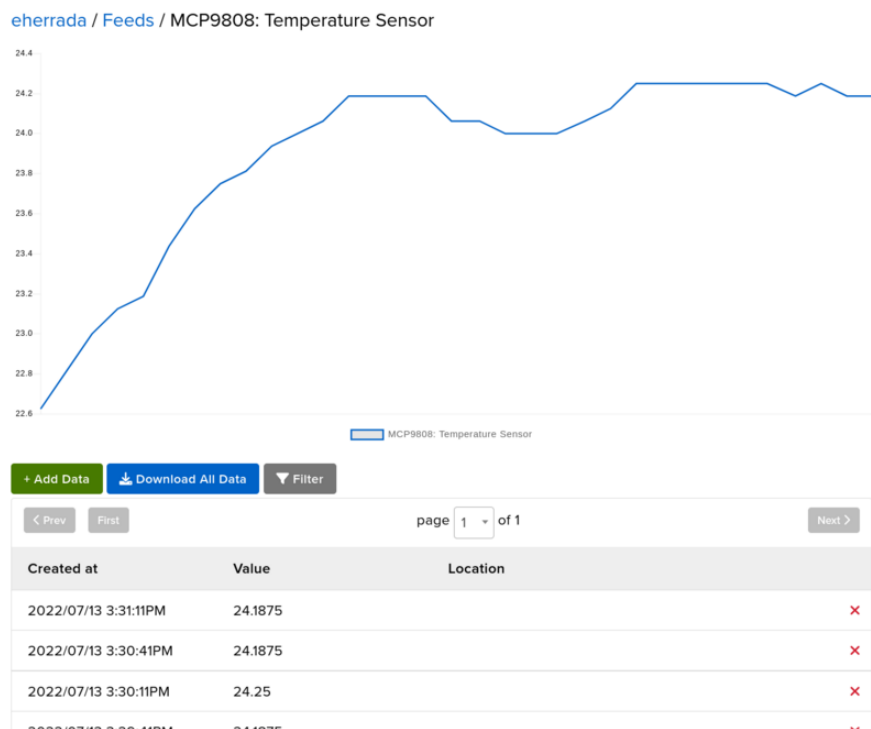 eherrada / Feeds / MCP9808: Temperature Sensor
24.4
24.2
24.0
23.8
23.6
23.4
23.2
23.0
22.8
22.6
MCP9808: Temperature Sensor
+ Add Data Download All Data Filter
Prev First page 1 of 1 Next
Created at Value Location
2022/07/13 3:31:11PM 24.1875
2022/07/13 3:30:41PM 24.1875
2022/07/13 3:30:11PM 24.25